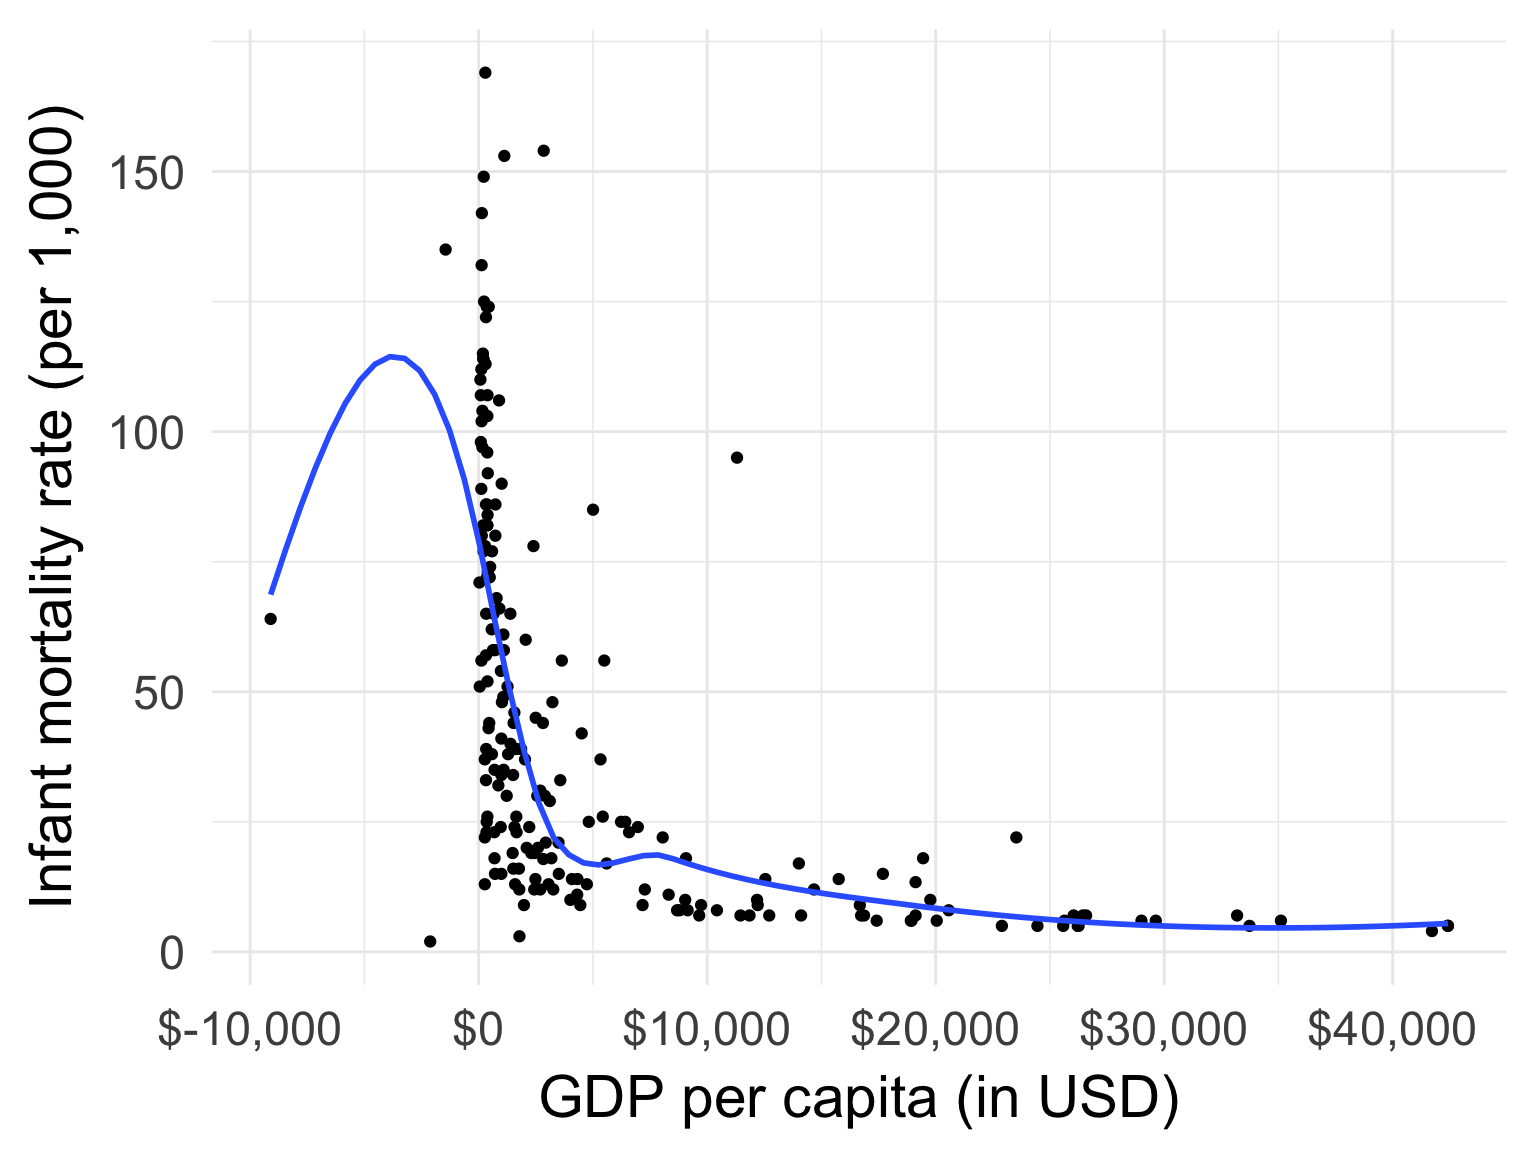 Infant mortality rate (per 1,000)
150
100
50
0
$-10,000 $0 $10,000 $20,000 $30,000 $40,000
GDP per capita (in USD)